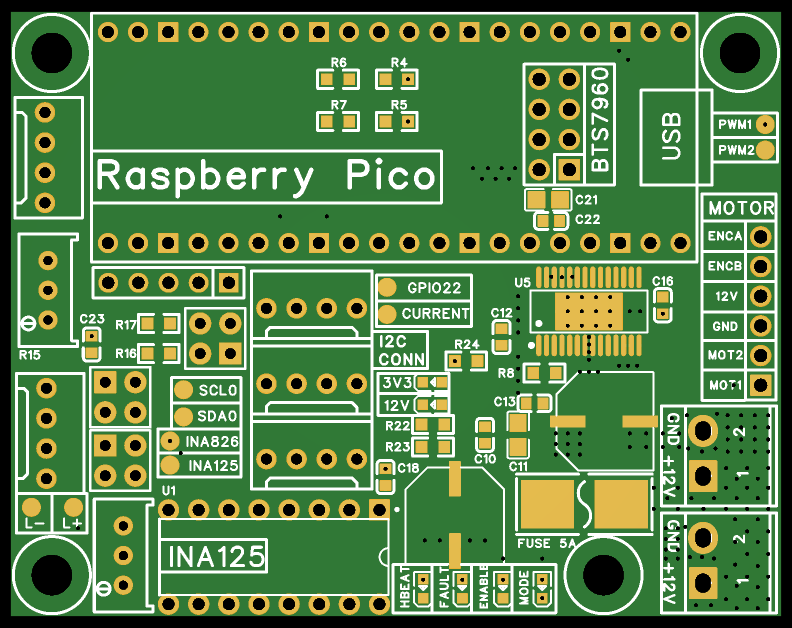 R6
R4
R7
R5
BTS7960
USB
PWM1
PWM2
Raspberry Pico
C21
C22
MOTOR
ENCA
ENCB
12V
GND
MOT2
MOT1
GPIO22
CURRENT
U5
C16
C23
R15
R17
R16
I2C
CONN
C12
R24
R8
3V3
12V
C13
R22
R23
C10
C11
SCL0
SDA0
INA826
INA125
C18
GND
+12V
2
1
L-
L+
U1
INA125
FUSE 5A
HBEAT
FAULT
ENABLE
MODE
GND
+12V
2
1